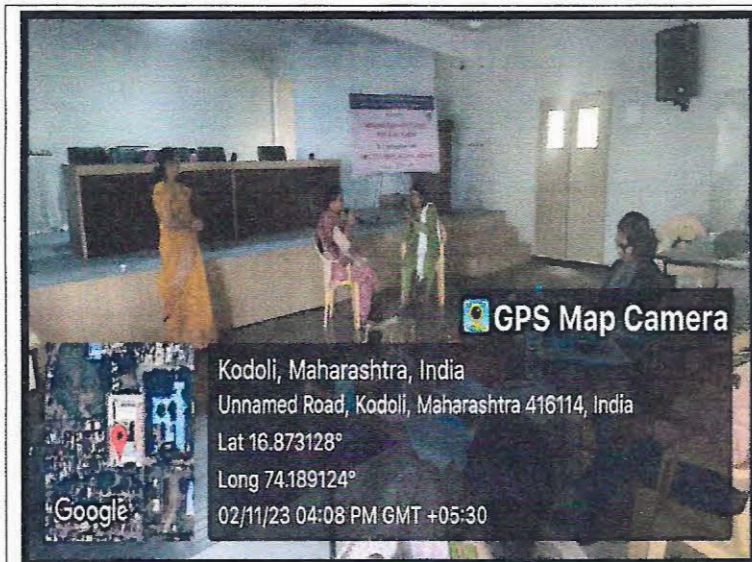 GPS Map Camera
Kodoli, Maharashtra, India
Unnamed Road, Kodoli, Maharashtra 416114, India
Lat 16.873128°
Long 74.189124°
02/11/23 04:08 PM GMT +05:30
Google